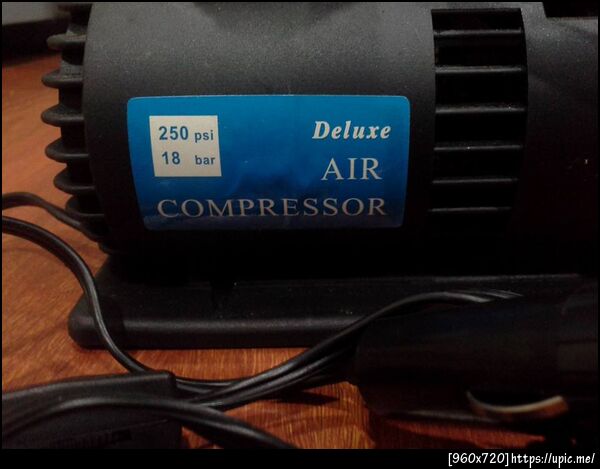 250 psi
18 bar
Deluxe
AIR
COMPRESSOR
[960x720]https://upic.me/